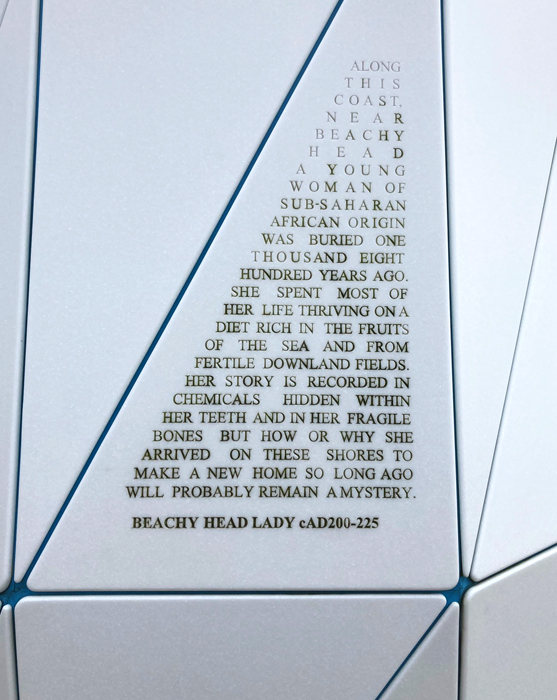 ALONG
THIS
COAST,
NEAR
BEACHY
HEAD
A YOUNG
WOMAN OF
SUB-SAHARAN
AFRICAN ORIGIN
WAS BURIED ONE
THOUSAND EIGHT
HUNDRED YEARS AGO.
SHE SPENT MOST OF
HER LIFE THRIVING ON A
DIET RICH IN THE FRUITS
OF THE SEA AND FROM
FERTILE DOWNLAND FIELDS.
HER STORY IS RECORDED IN
CHEMICALS HIDDEN WITHIN
HER TEETH AND IN HER FRAGILE
BONES BUT HOW OR WHY SHE
ARRIVED ON THESE SHORES TO
MAKE A NEW HOME SO LONG AGO
WILL PROBABLY REMAIN A MYSTERY.
BEACHY HEAD LADY cAD200-225